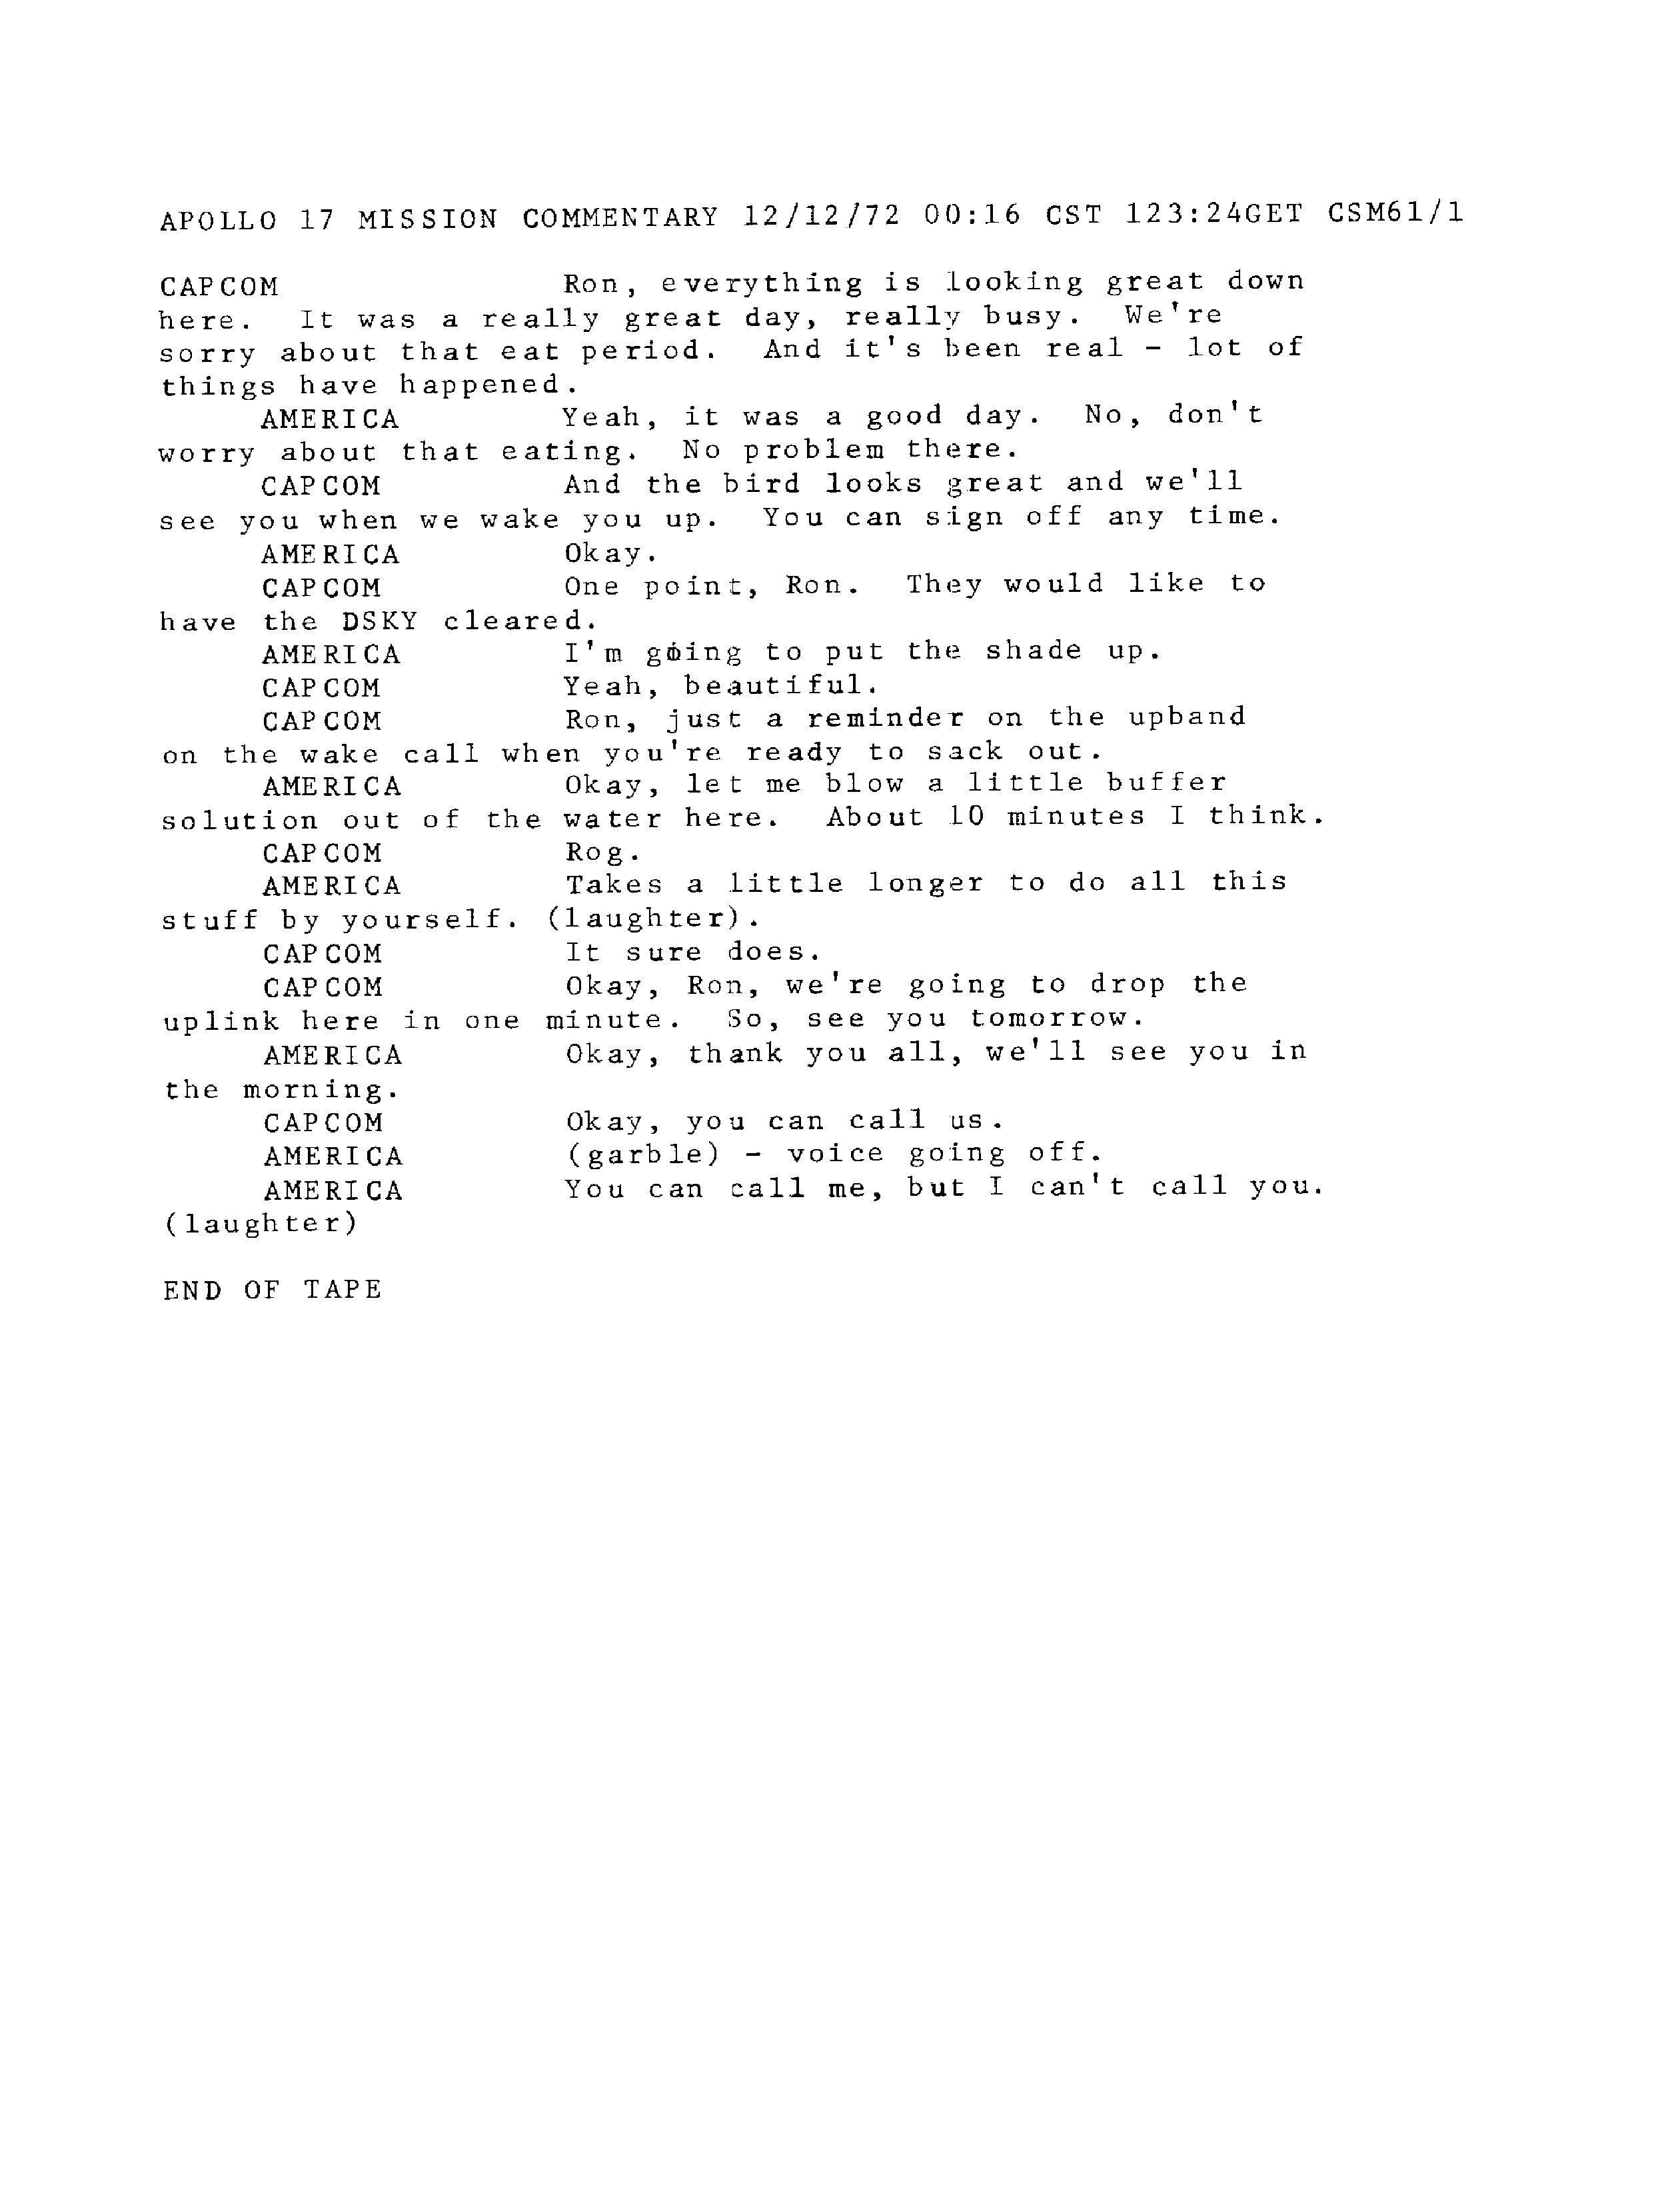 APOLLO 17 MISSION COMMENTARY 12/12/72 00:16 CST 123:24GET CSM61/1
CAPCOM Ron, everything is looking great down
here. It was a really great day, really busy. We're
sorry about that eat period. And it's been real - lot of
things have happened.
AMERICA Yeah, it was a good day. No, don't
worry about that eating. No problem there.
CAPCOM And the bird looks great and we'll
see you when we wake you up. You can sign off any time.
AMERICA Okay.
CAPCOM One point, Ron. They would like to
have the DSKY cleared.
AMERICA I'm going to put the shade up.
CAPCOM Yeah, beautiful.
CAPCOM Ron, just a reminder on the upband
on the wake call when you're ready to sack out.
AMERICA Okay, let me blow a little buffer
solution out of the water here. About 10 minutes I think.
CAPCOM Rog.
AMERICA Takes a little longer to do all this
stuff by yourself. (laughter).
CAPCOM It sure does.
CAPCOM Okay, Ron, we're going to drop the
uplink here in one minute. So, see you tomorrow.
AMERICA Okay, thank you all, we'll see you in
the morning.
CAPCOM Okay, you can call us.
AMERICA (garble) - voice going off.
AMERICA You can call me, but I can't call you.
(laughter)
END OF TAPE